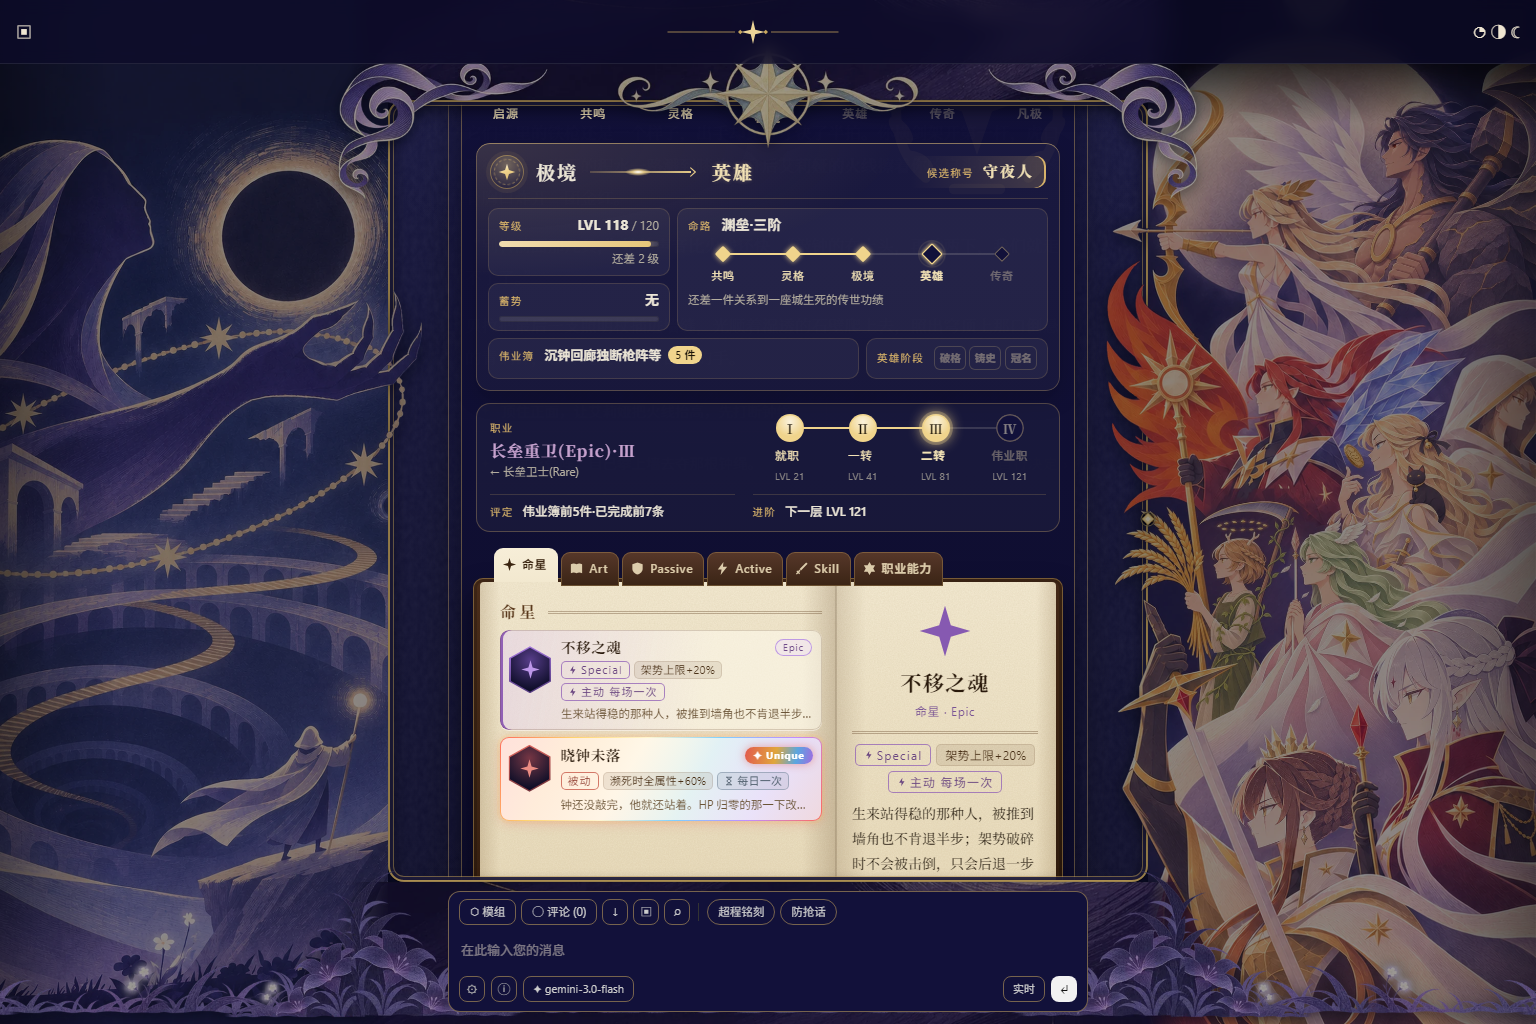 启源 共鸣 灵格 英雄 传奇 凡极
极境 英雄 候选称号 守夜人
等级 LVL 118 / 120
还差 2 级
蓄势 无
命路 渊垒·三阶
共鸣 灵格 极境 英雄 传奇
还差一件关系到一座城生死的传世功绩
伟业簿 沉钟回廊独断枪阵等 5 件
英雄阶段 破格 铸史 冠名
职业
长垒重卫(Epic)·Ⅲ
← 长垒卫士(Rare)
I II III IV
就职 一转 二转 伟业职
LVL 21 LVL 41 LVL 81 LVL 121
评定 伟业簿前5件·已完成前7条
进阶 下一层 LVL 121
命星 Art Passive Active Skill 职业能力
命星
不移之魂 Epic
Special 架势上限+20%
主动 每场一次
生来站得稳的那种人，被推到墙角也不肯退半步…
晓钟未落 Unique
被动 濒死时全属性+60% 每日一次
钟还没敲完，他就还站着。HP 归零的那一下改…
不移之魂
命星 · Epic
Special 架势上限+20%
主动 每场一次
生来站得稳的那种人，被推到
墙角也不肯退半步；架势破碎
时不会被击倒，只会后退一步
模组 评论 (0) 超程铭刻 防抢话
在此输入您的消息
gemini-3.0-flash 实时